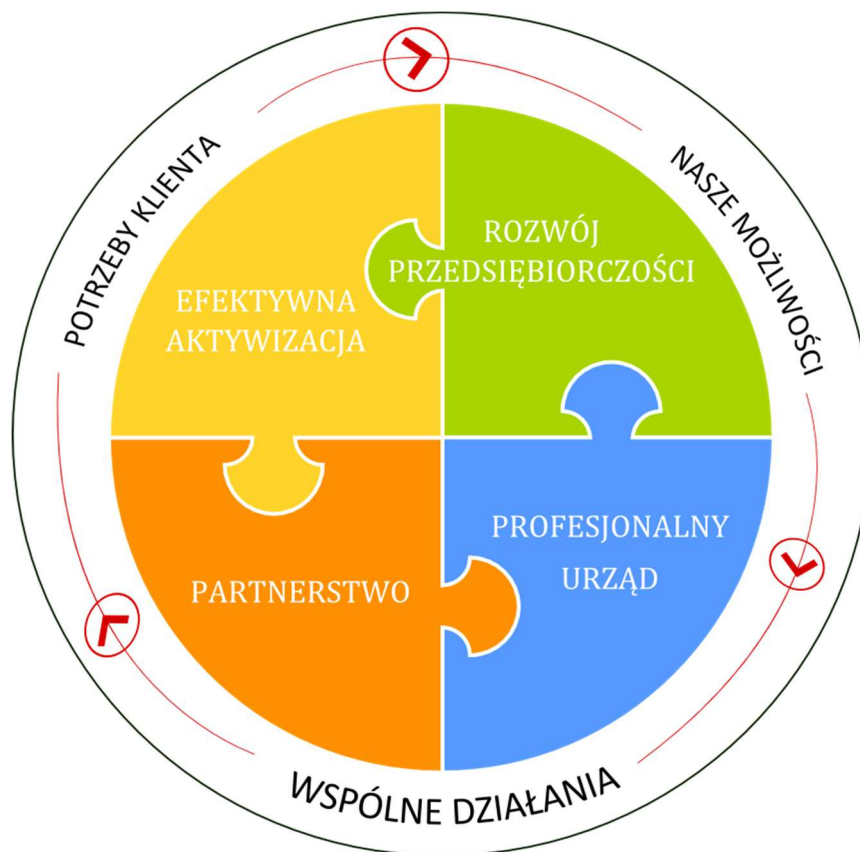 POTRZEBY KLIENTA
NASZE MOŻLIWOŚCI
ROZWÓJ
PRZEDSIĘBIORCZOŚCI
EFEKTYWNA
AKTYWIZACJA
PROFESJONALNY
URZĄD
PARTNERSTWO
WSPÓLNE DZIAŁANIA